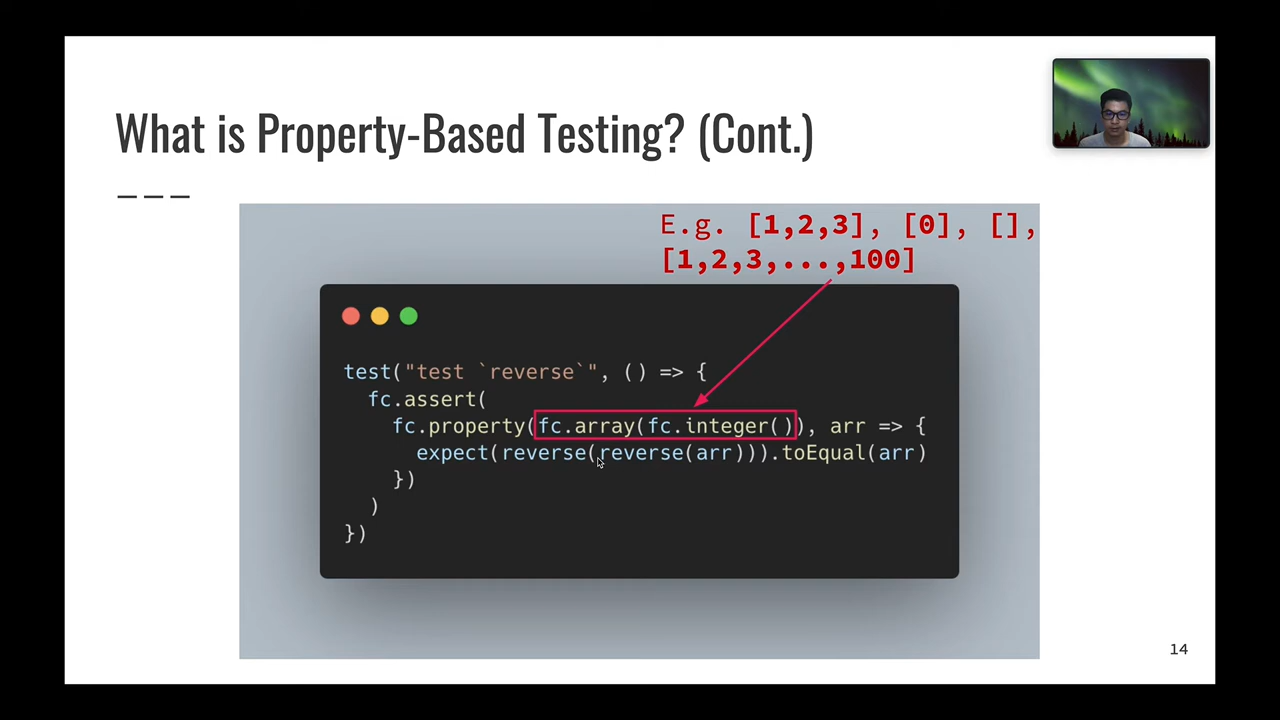 What is Property-Based Testing? (Cont.)
E.g. [1,2,3], [0], [],
[1,2,3,...,100]
test("test `reverse`", () => {
fc.assert(
fc.property(fc.array(fc.integer()), arr => {
expect(reverse(reverse(arr))).toEqual(arr)
})
)
})
14